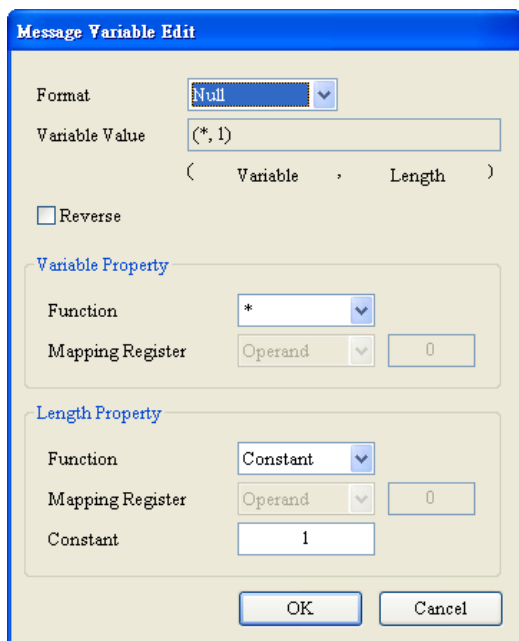 Message Variable Edit
Format Null
Variable Value (*, 1)
( Variable , Length )
Reverse
Variable Property
Function *
Mapping Register Operand 0
Length Property
Function Constant
Mapping Register Operand 0
Constant 1
OK Cancel